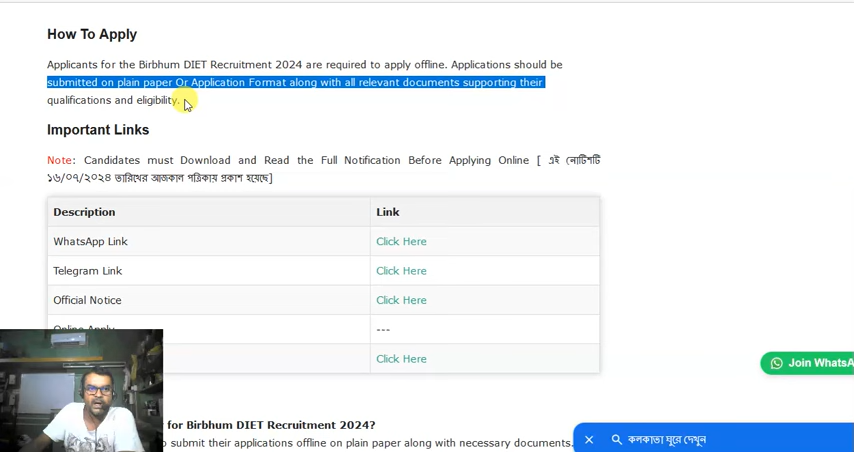 How To Apply
Applicants for the Birbhum DIET Recruitment 2024 are required to apply offline. Applications should be
submitted on plain paper Or Application Format along with all relevant documents supporting their
qualifications and eligibility.
Important Links
Note: Candidates must Download and Read the Full Notification Before Applying Online [ এই নোটিশটি
১৬/০৭/২০২৪ তারিখের আজকাল পত্রিকায় প্রকাশ হয়েছে]
Description Link
WhatsApp Link Click Here
Telegram Link Click Here
Official Notice Click Here
Online Apply ---
Click Here
Join WhatsA
for Birbhum DIET Recruitment 2024?
submit their applications offline on plain paper along with necessary documents.
কলকাতা ঘুরে দেখুন